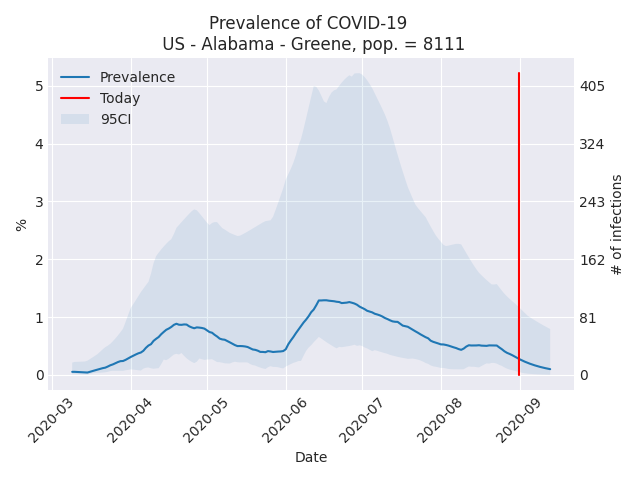 Prevalence of COVID-19
US - Alabama - Greene, pop. = 8111
Prevalence
Today
95CI
5
4
3
2
1
0
%
405
324
243
162
81
0
# of infections
2020-03
2020-04
2020-05
2020-06
2020-07
2020-08
2020-09
Date